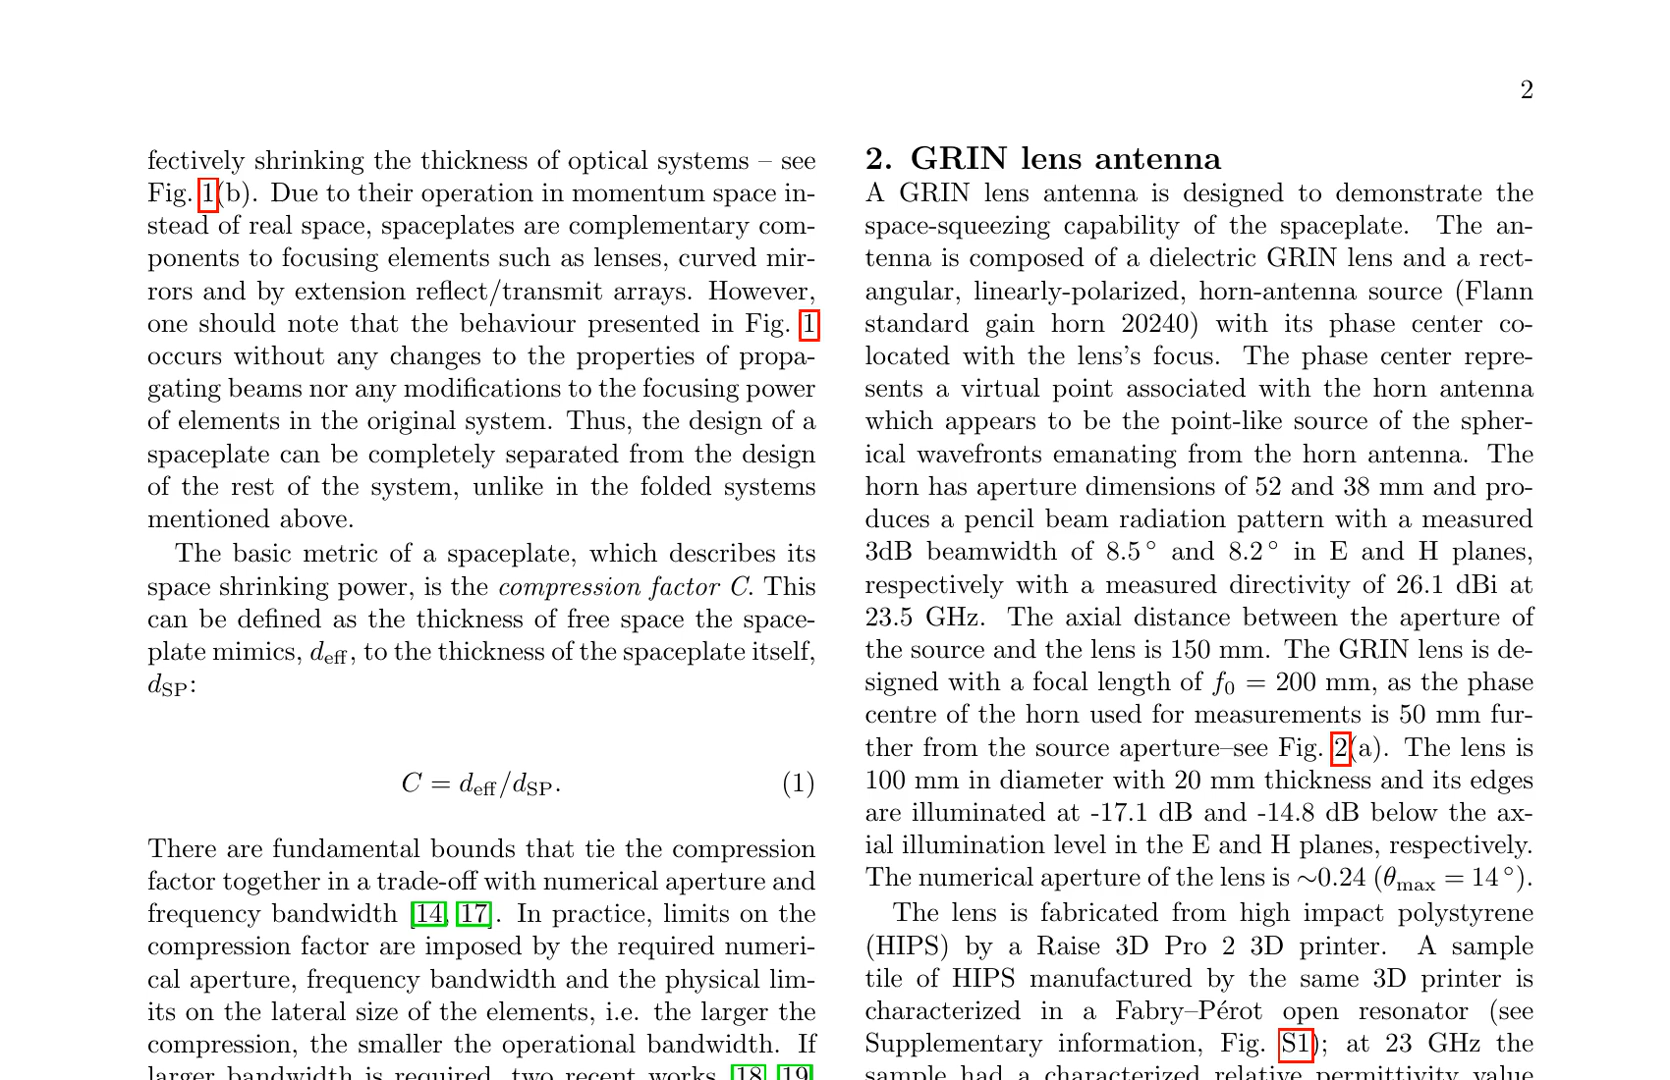 2
fectively shrinking the thickness of optical systems – see
Fig. 1(b). Due to their operation in momentum space in-
stead of real space, spaceplates are complementary com-
ponents to focusing elements such as lenses, curved mir-
rors and by extension reflect/transmit arrays. However,
one should note that the behaviour presented in Fig. 1
occurs without any changes to the properties of propa-
gating beams nor any modifications to the focusing power
of elements in the original system. Thus, the design of a
spaceplate can be completely separated from the design
of the rest of the system, unlike in the folded systems
mentioned above.
The basic metric of a spaceplate, which describes its
space shrinking power, is the compression factor C. This
can be defined as the thickness of free space the space-
plate mimics, d_eff, to the thickness of the spaceplate itself,
d_SP:
C = d_eff/d_SP. (1)
There are fundamental bounds that tie the compression
factor together in a trade-off with numerical aperture and
frequency bandwidth [14, 17]. In practice, limits on the
compression factor are imposed by the required numeri-
cal aperture, frequency bandwidth and the physical lim-
its on the lateral size of the elements, i.e. the larger the
compression, the smaller the operational bandwidth. If
larger bandwidth is required, two recent works [18, 19]
2. GRIN lens antenna
A GRIN lens antenna is designed to demonstrate the
space-squeezing capability of the spaceplate. The an-
tenna is composed of a dielectric GRIN lens and a rect-
angular, linearly-polarized, horn-antenna source (Flann
standard gain horn 20240) with its phase center co-
located with the lens's focus. The phase center repre-
sents a virtual point associated with the horn antenna
which appears to be the point-like source of the spher-
ical wavefronts emanating from the horn antenna. The
horn has aperture dimensions of 52 and 38 mm and pro-
duces a pencil beam radiation pattern with a measured
3dB beamwidth of 8.5° and 8.2° in E and H planes,
respectively with a measured directivity of 26.1 dBi at
23.5 GHz. The axial distance between the aperture of
the source and the lens is 150 mm. The GRIN lens is de-
signed with a focal length of f₀ = 200 mm, as the phase
centre of the horn used for measurements is 50 mm fur-
ther from the source aperture–see Fig. 2(a). The lens is
100 mm in diameter with 20 mm thickness and its edges
are illuminated at -17.1 dB and -14.8 dB below the ax-
ial illumination level in the E and H planes, respectively.
The numerical aperture of the lens is ~0.24 (θ_max = 14°).
The lens is fabricated from high impact polystyrene
(HIPS) by a Raise 3D Pro 2 3D printer. A sample
tile of HIPS manufactured by the same 3D printer is
characterized in a Fabry–Pérot open resonator (see
Supplementary information, Fig. S1); at 23 GHz the
sample had a characterized relative permittivity value